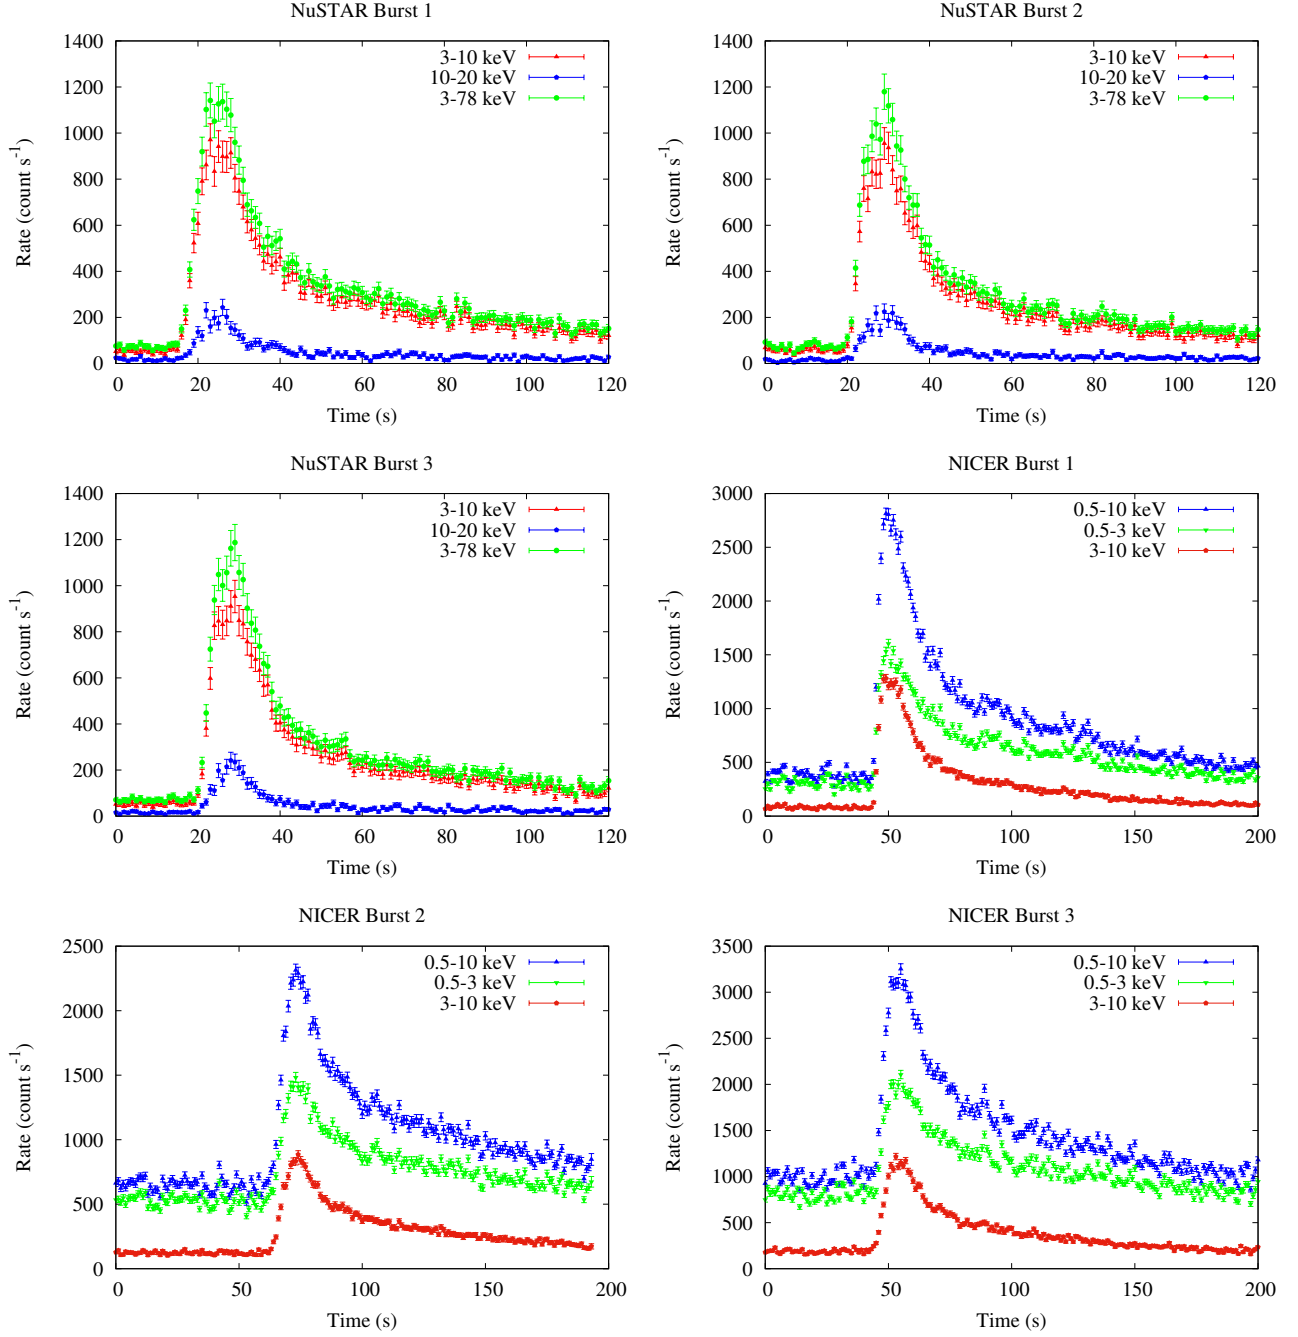 NuSTAR Burst 1
1400
1200
1000
800
600
400
200
0
Rate (count s⁻¹)
3-10 keV
10-20 keV
3-78 keV
0 20 40 60 80 100 120
Time (s)
NuSTAR Burst 2
1400
1200
1000
800
600
400
200
0
Rate (count s⁻¹)
3-10 keV
10-20 keV
3-78 keV
0 20 40 60 80 100 120
Time (s)
NuSTAR Burst 3
1400
1200
1000
800
600
400
200
0
Rate (count s⁻¹)
3-10 keV
10-20 keV
3-78 keV
0 20 40 60 80 100 120
Time (s)
NICER Burst 1
3000
2500
2000
1500
1000
500
0
Rate (count s⁻¹)
0.5-10 keV
0.5-3 keV
3-10 keV
0 50 100 150 200
Time (s)
NICER Burst 2
2500
2000
1500
1000
500
0
Rate (count s⁻¹)
0.5-10 keV
0.5-3 keV
3-10 keV
0 50 100 150 200
Time (s)
NICER Burst 3
3500
3000
2500
2000
1500
1000
500
0
Rate (count s⁻¹)
0.5-10 keV
0.5-3 keV
3-10 keV
0 50 100 150 200
Time (s)